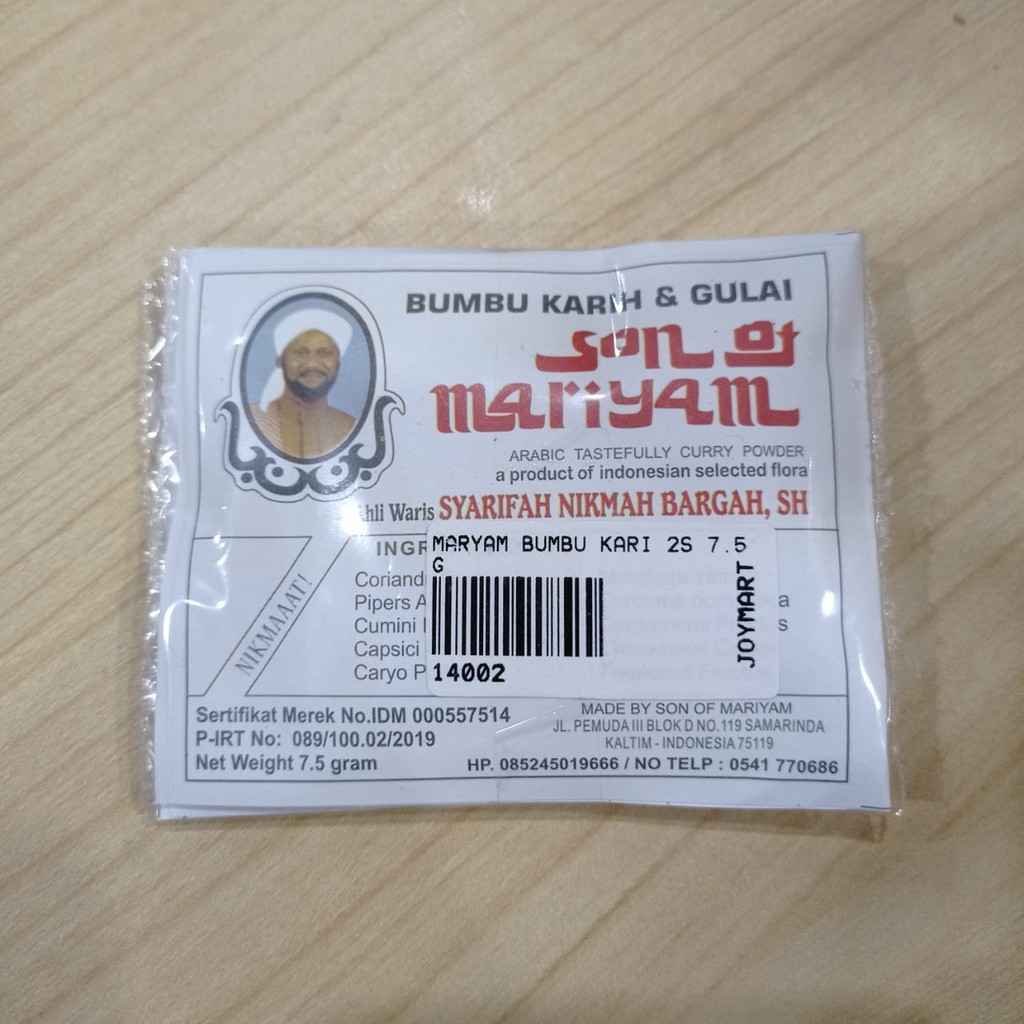 BUMBU KARIH & GULAI
son of
mariyam
ARABIC TASTEFULLY CURRY POWDER
a product of indonesian selected flora
Ahli Waris SYARIFAH NIKMAH BARGAH, SH
NIKMAAAT!
MARYAM BUMBU KARI 2S 7.5
G
14002
JOYMART
Pipers
Cumini
Capsici
Caryo
Sertifikat Merek No.IDM 000557514
P-IRT No: 089/100.02/2019
Net Weight 7.5 gram
MADE BY SON OF MARIYAM
JL. PEMUDA III BLOK D NO. 119 SAMARINDA
KALTIM - INDONESIA 75119
HP. 085245019666 / NO TELP : 0541 770686